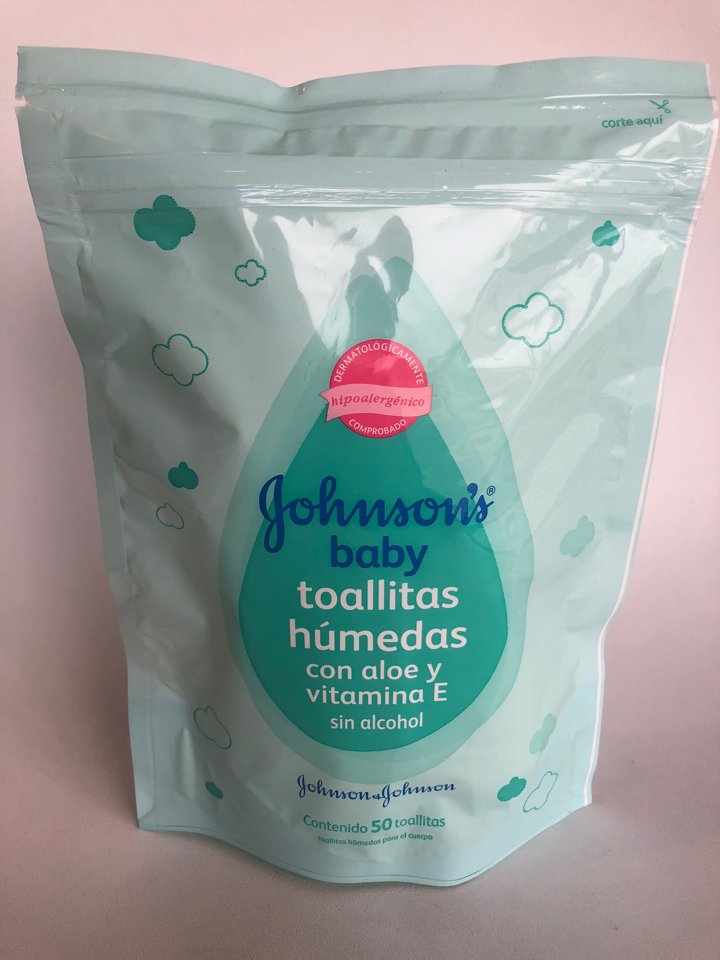 corte aquí
DERMATOLÓGICAMENTE
hipoalergénico
COMPROBADO
Johnson's®
baby
toallitas
húmedas
con aloe y
vitamina E
sin alcohol
Johnson & Johnson
Contenido 50 toallitas
toallitas húmedas para el cuerpo